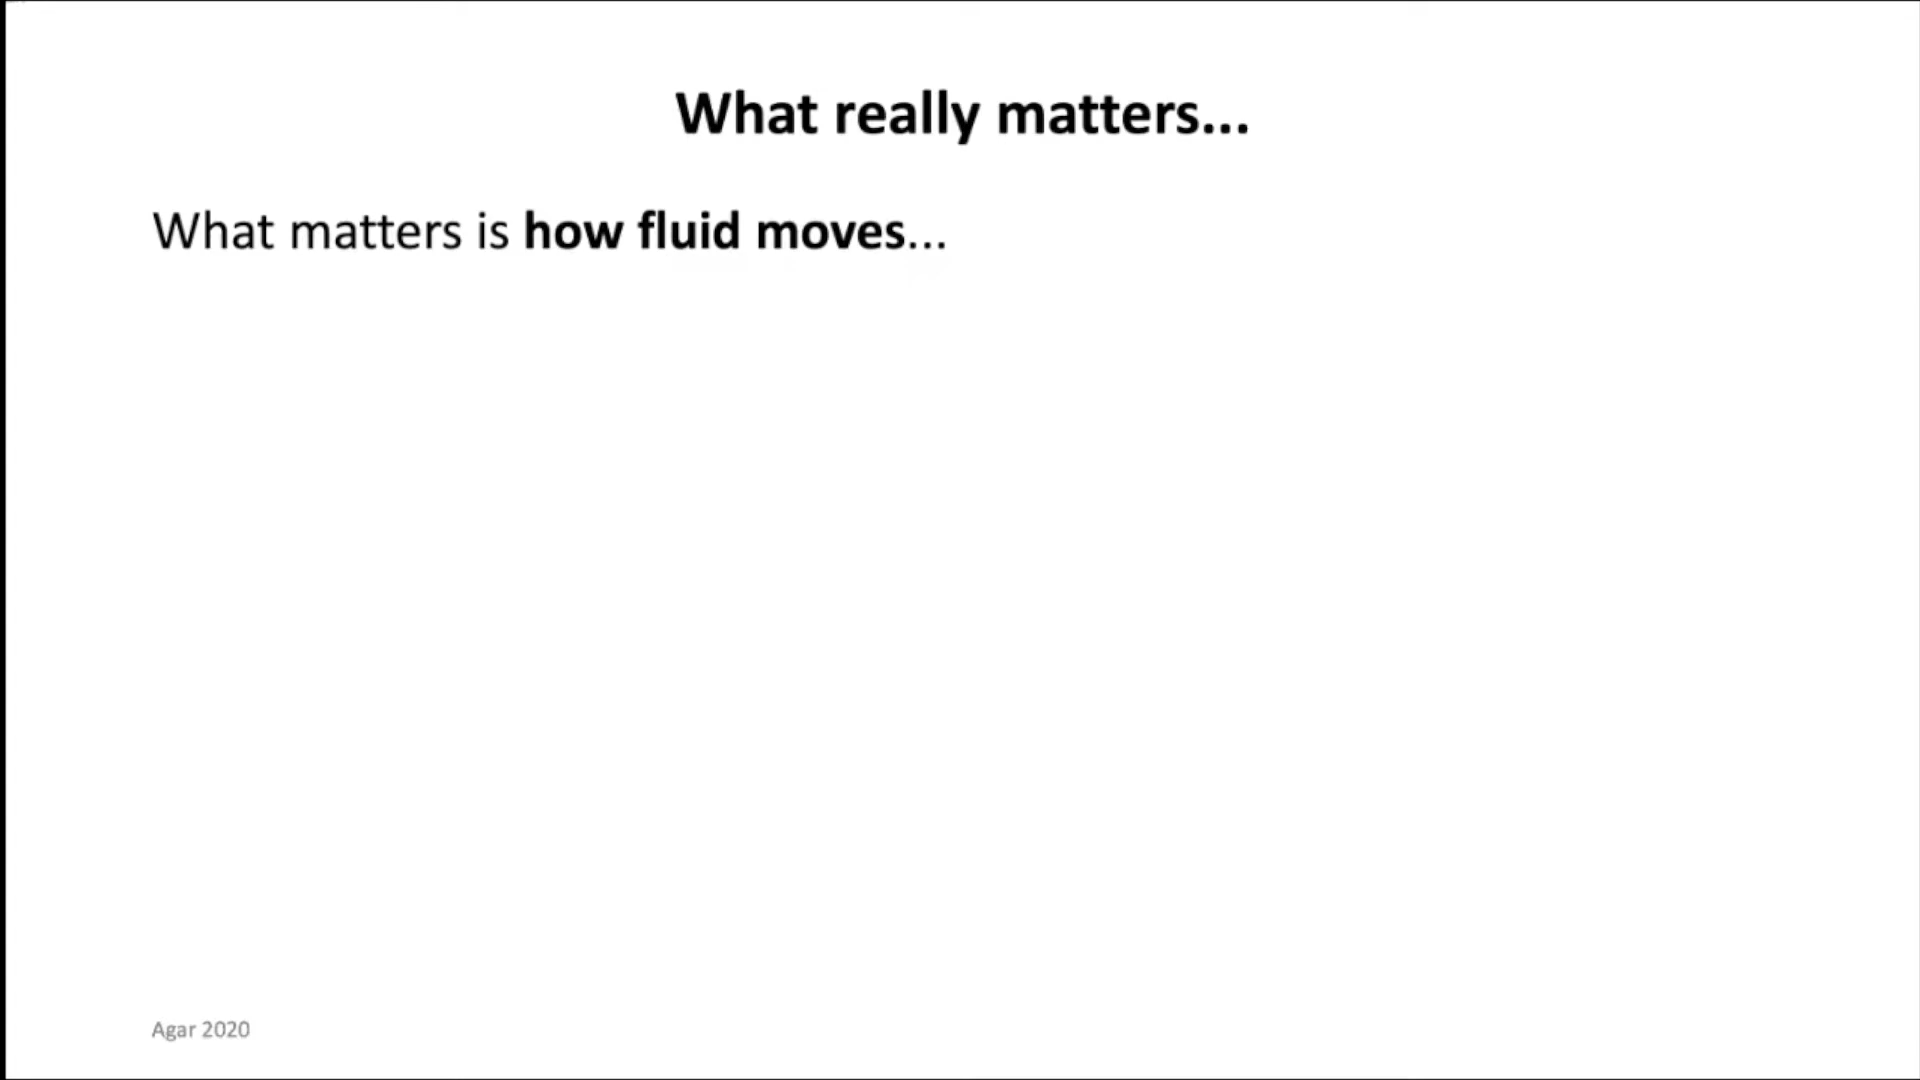 What really matters...
What matters is how fluid moves...
Agar 2020